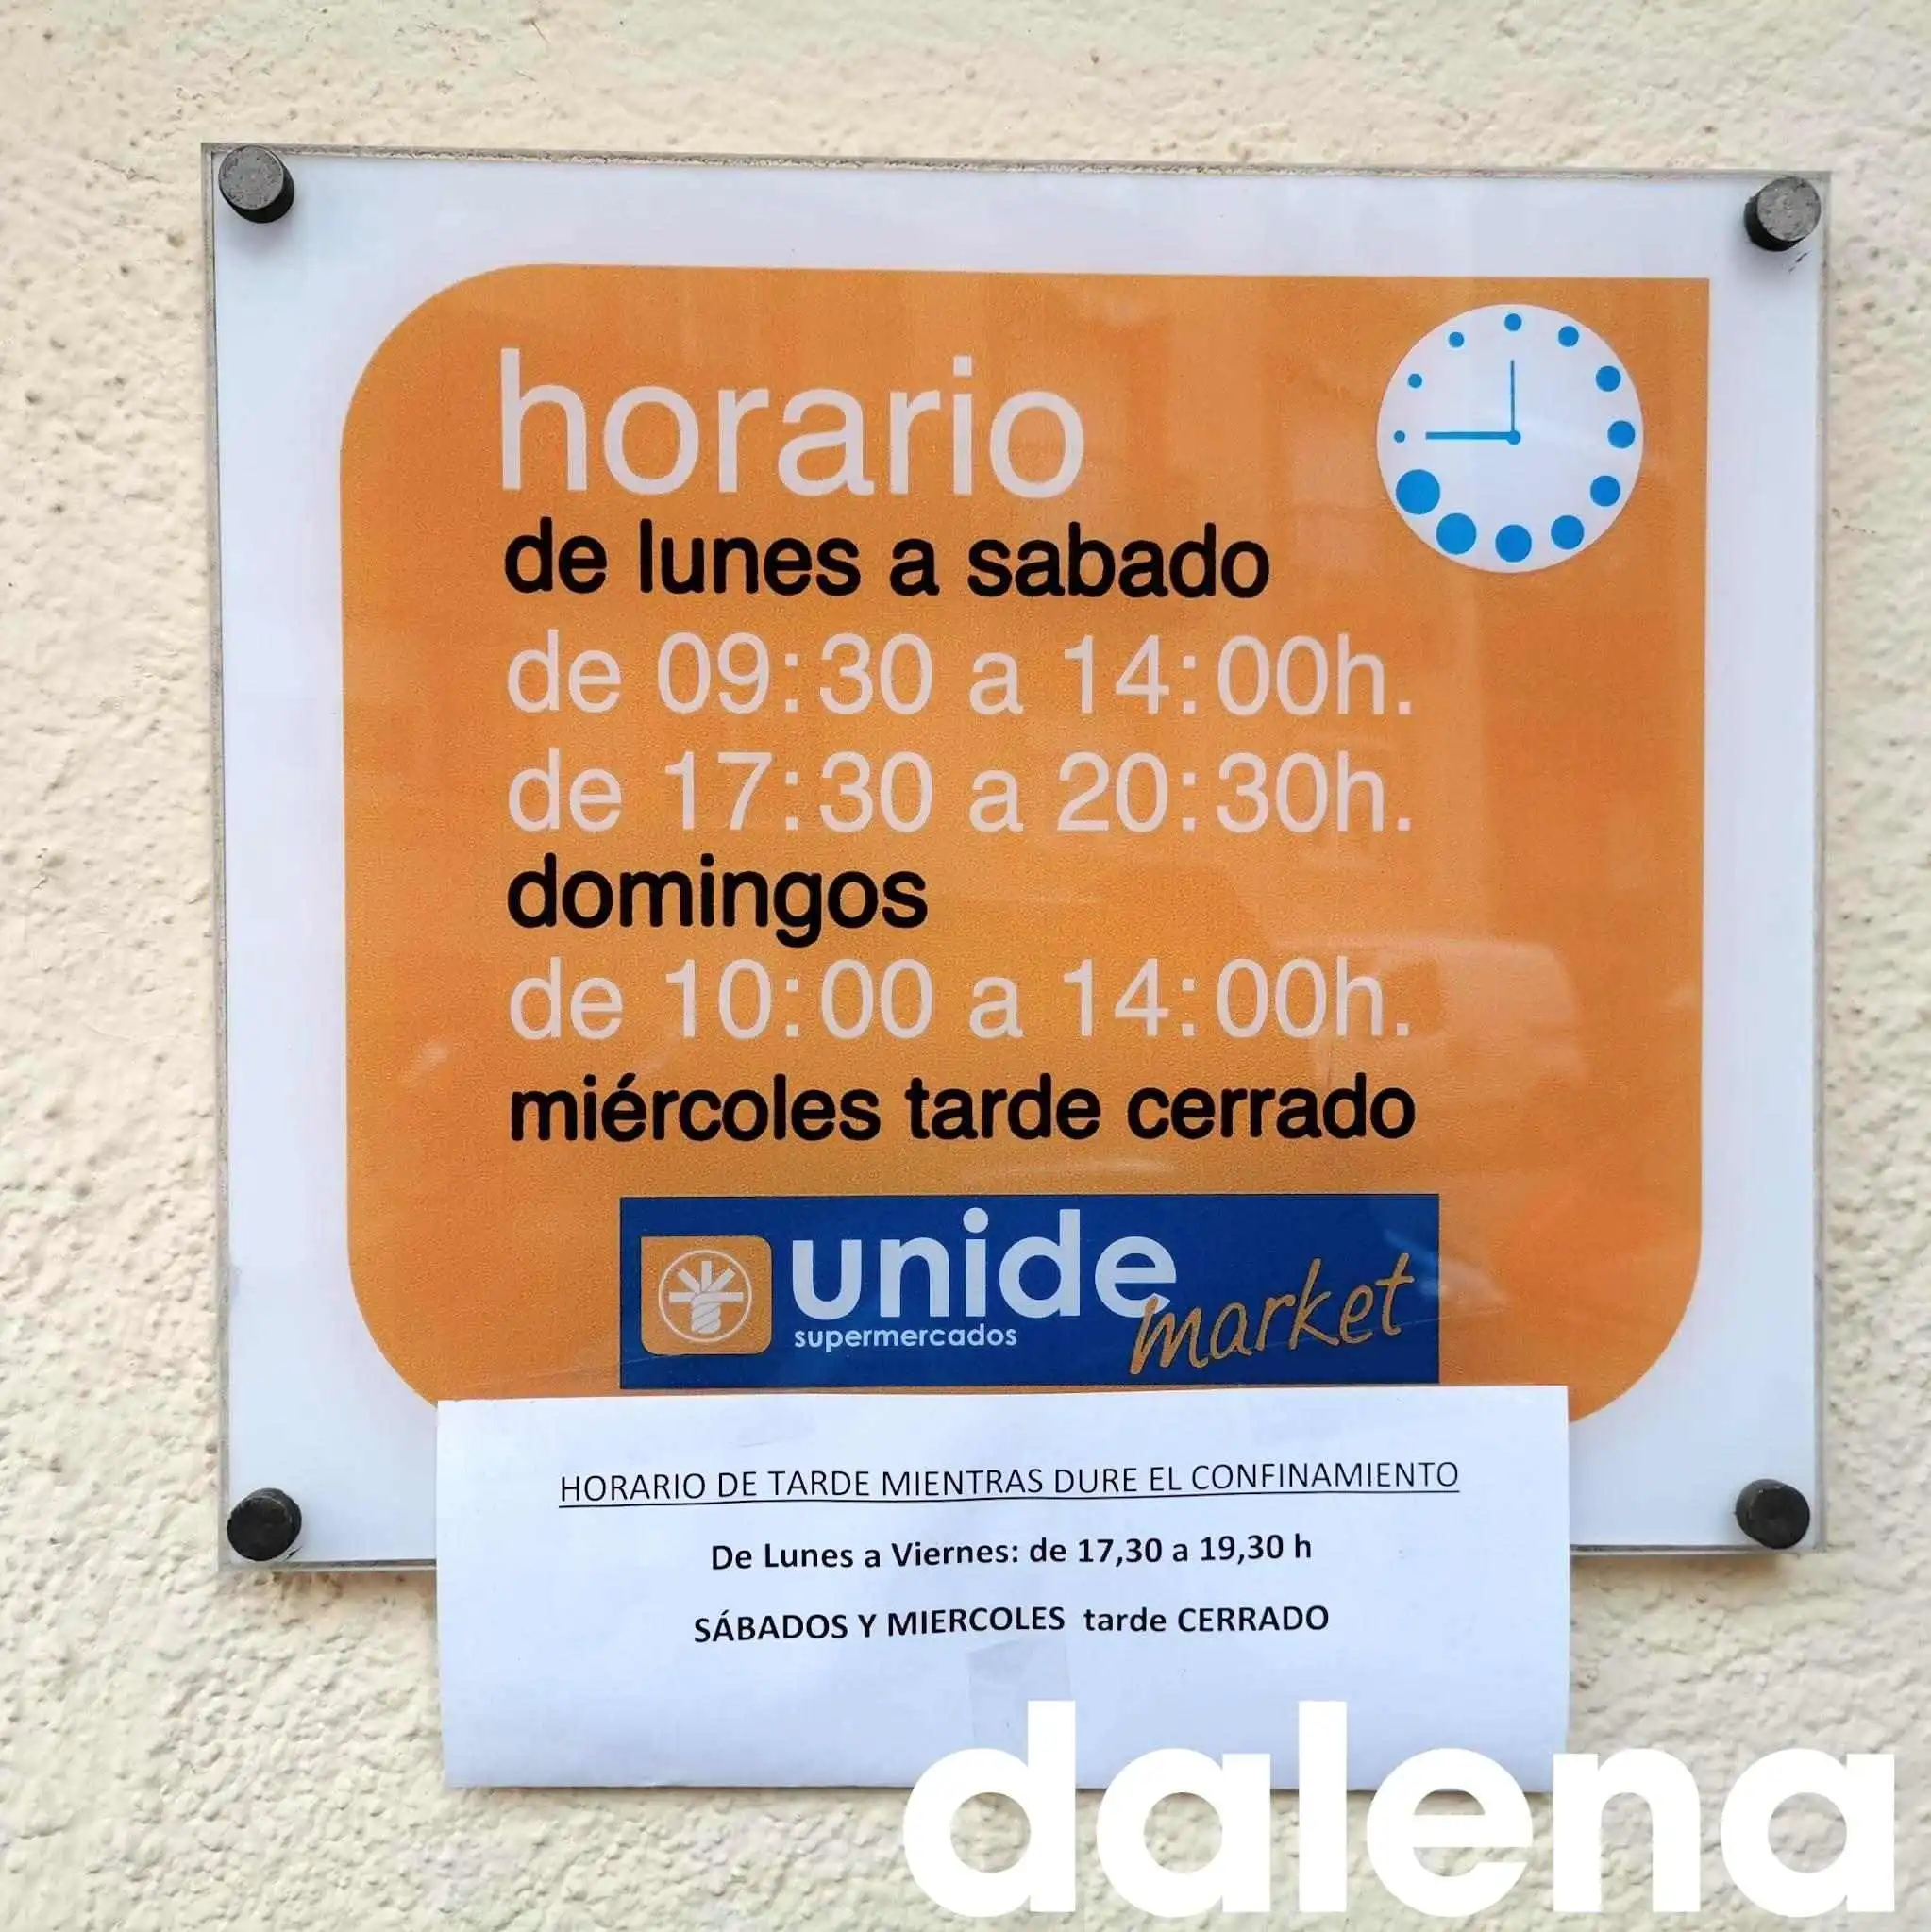 horario
de lunes a sabado
de 09:30 a 14:00h.
de 17:30 a 20:30h.
domingos
de 10:00 a 14:00h.
miércoles tarde cerrado
unide market
supermercados
HORARIO DE TARDE MIENTRAS DURE EL CONFINAMIENTO
De Lunes a Viernes: de 17,30 a 19,30 h
SÁBADOS Y MIERCOLES tarde CERRADO
dalena